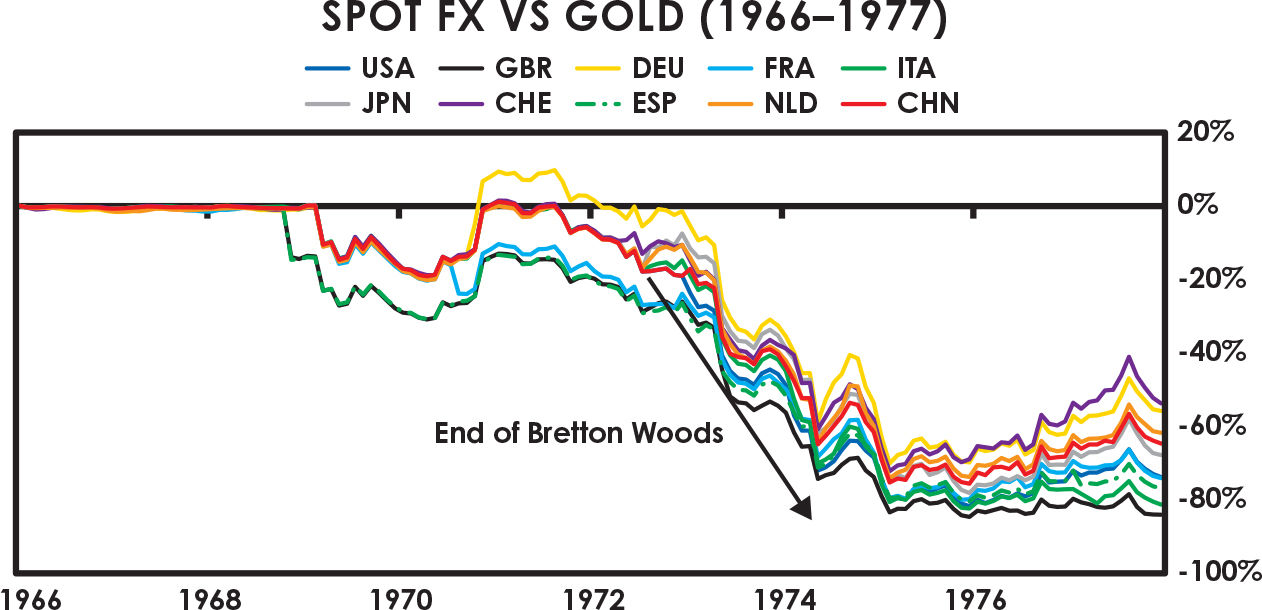 SPOT FX VS GOLD (1966–1977)
USA GBR DEU FRA ITA
JPN CHE ESP NLD CHN
20%
0%
-20%
-40%
End of Bretton Woods
-60%
-80%
-100%
1966 1968 1970 1972 1974 1976